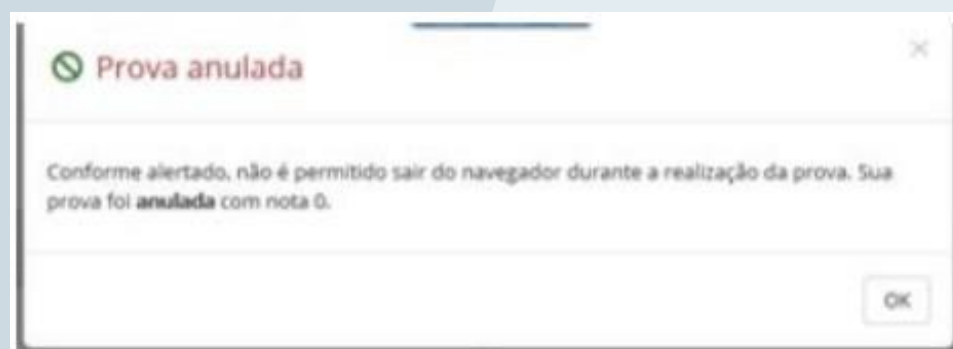 Prova anulada
Conforme alertado, não é permitido sair do navegador durante a realização da prova. Sua
prova foi anulada com nota 0.
OK